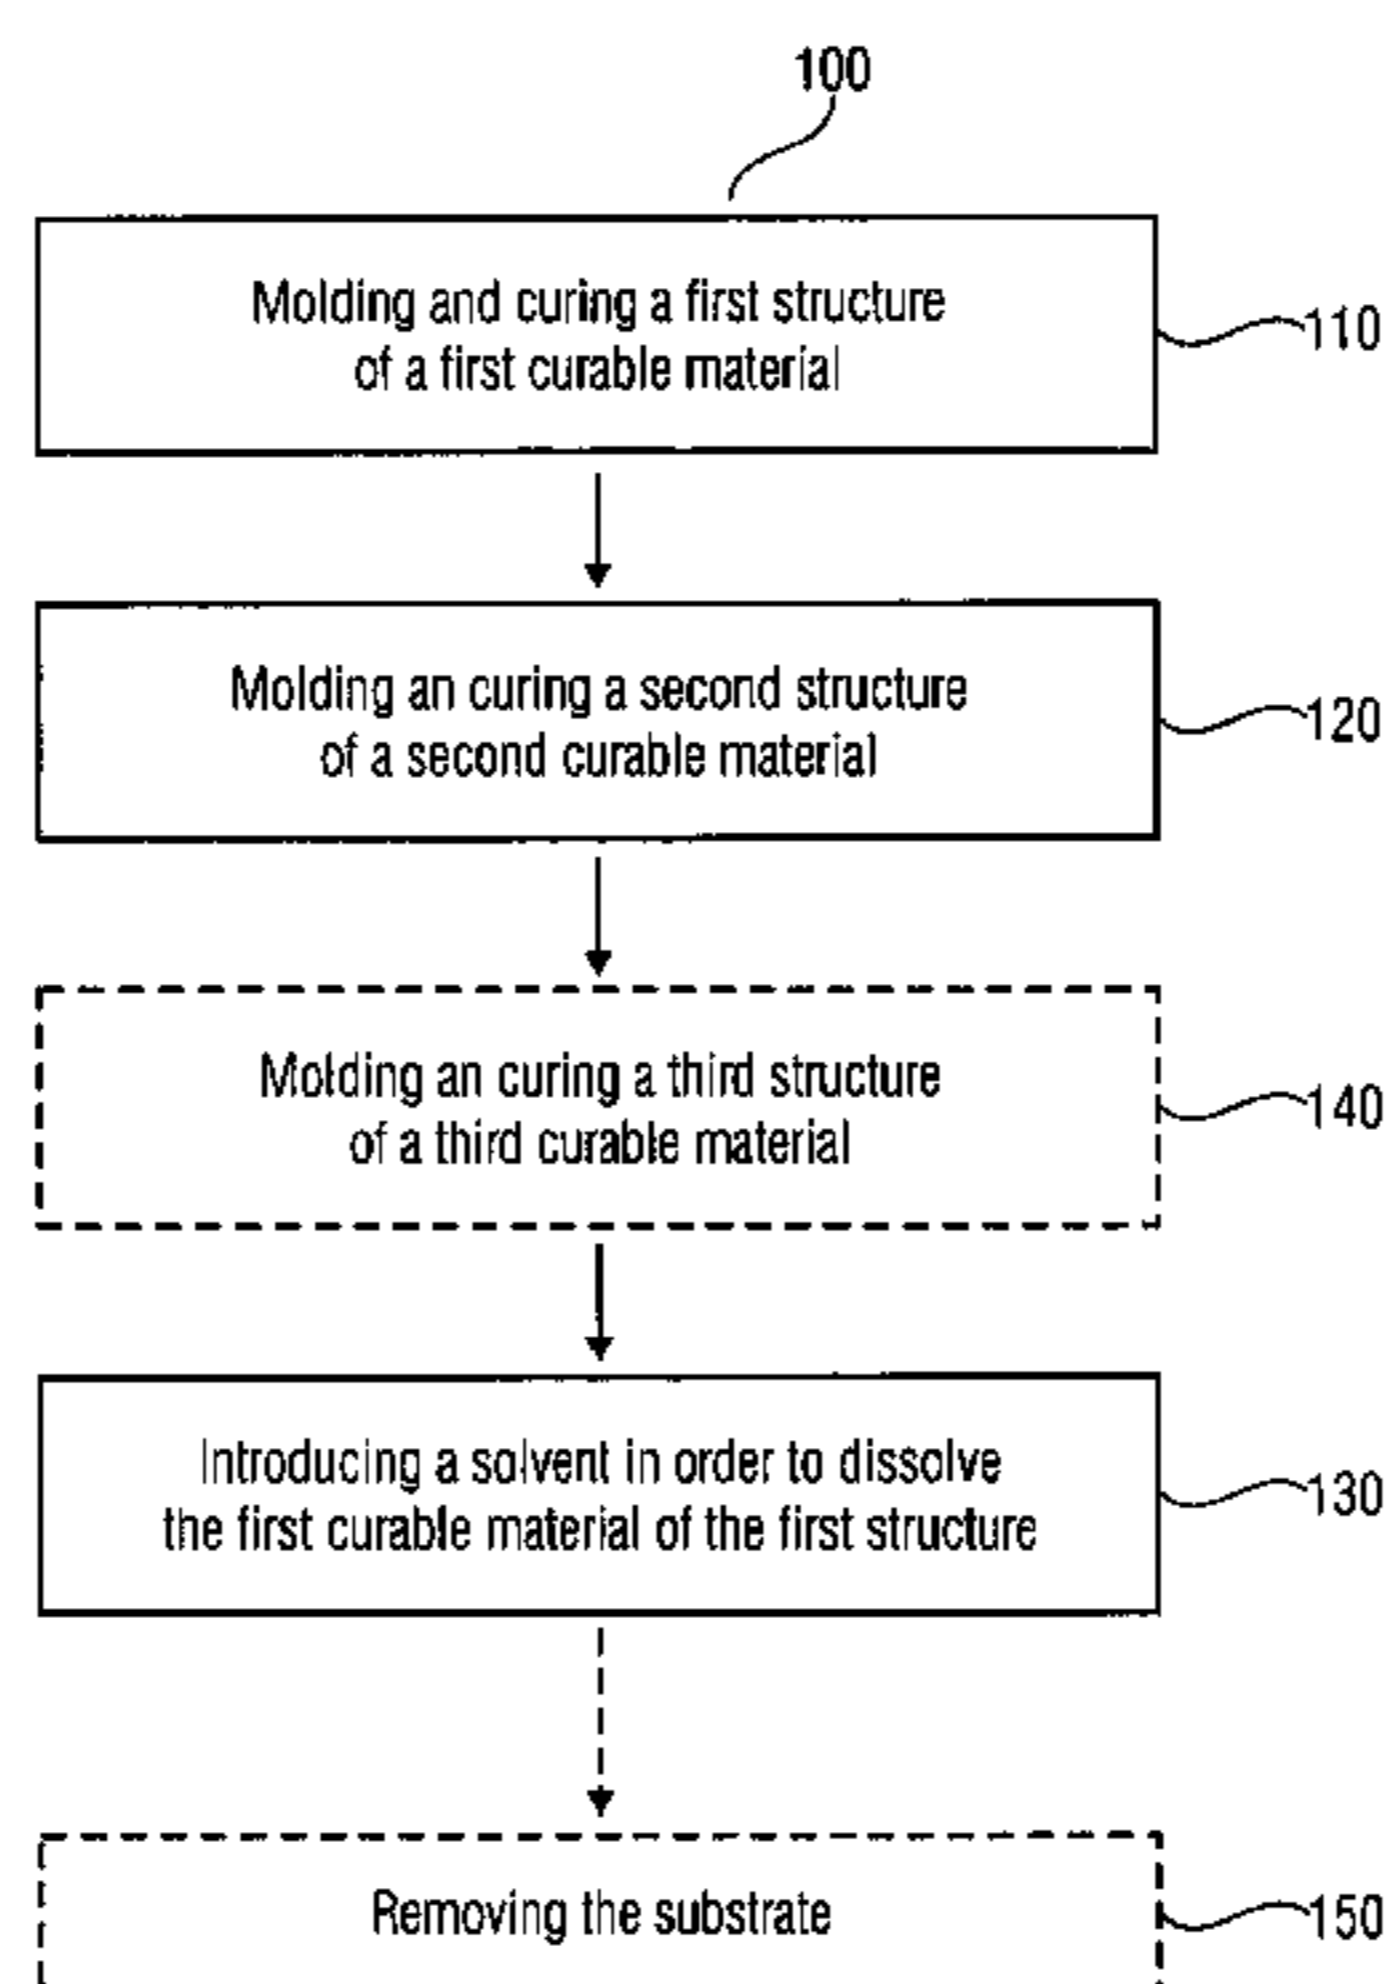 100
Molding and curing a first structure
of a first curable material
110
Molding an curing a second structure
of a second curable material
120
Molding an curing a third structure
of a third curable material
140
Introducing a solvent in order to dissolve
the first curable material of the first structure
130
Removing the substrate
150